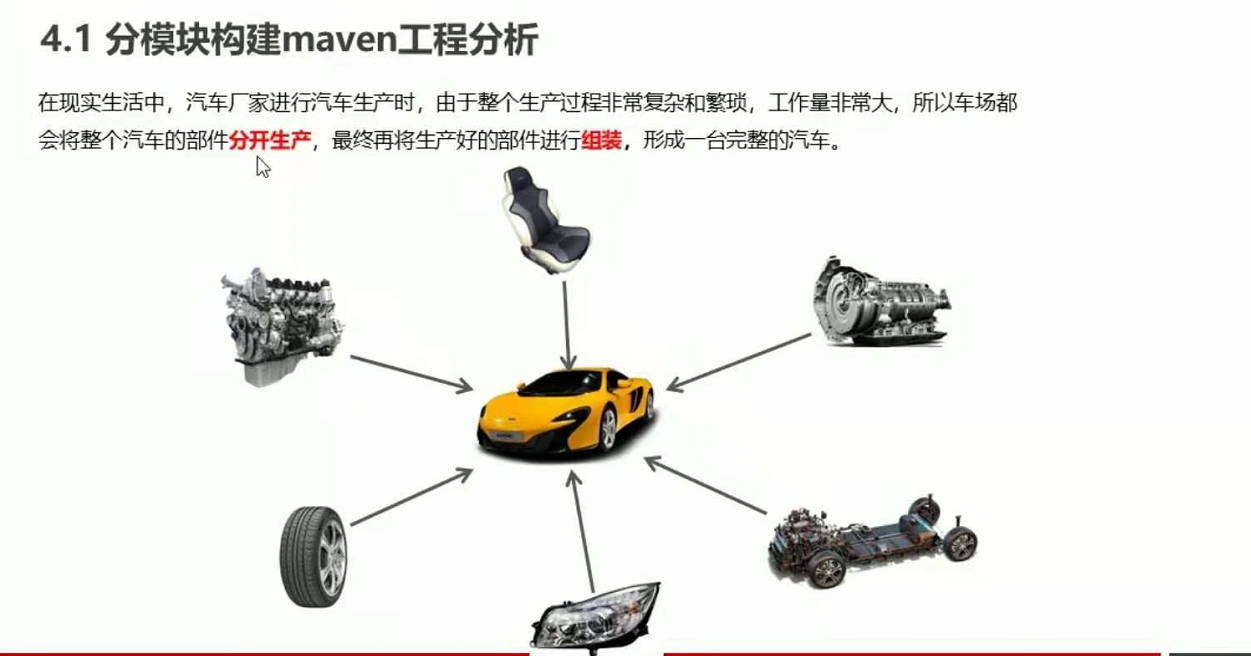 4.1 分模块构建maven工程分析
在现实生活中，汽车厂家进行汽车生产时，由于整个生产过程非常复杂和繁琐，工作量非常大，所以车场都
会将整个汽车的部件分开生产，最终再将生产好的部件进行组装，形成一台完整的汽车。